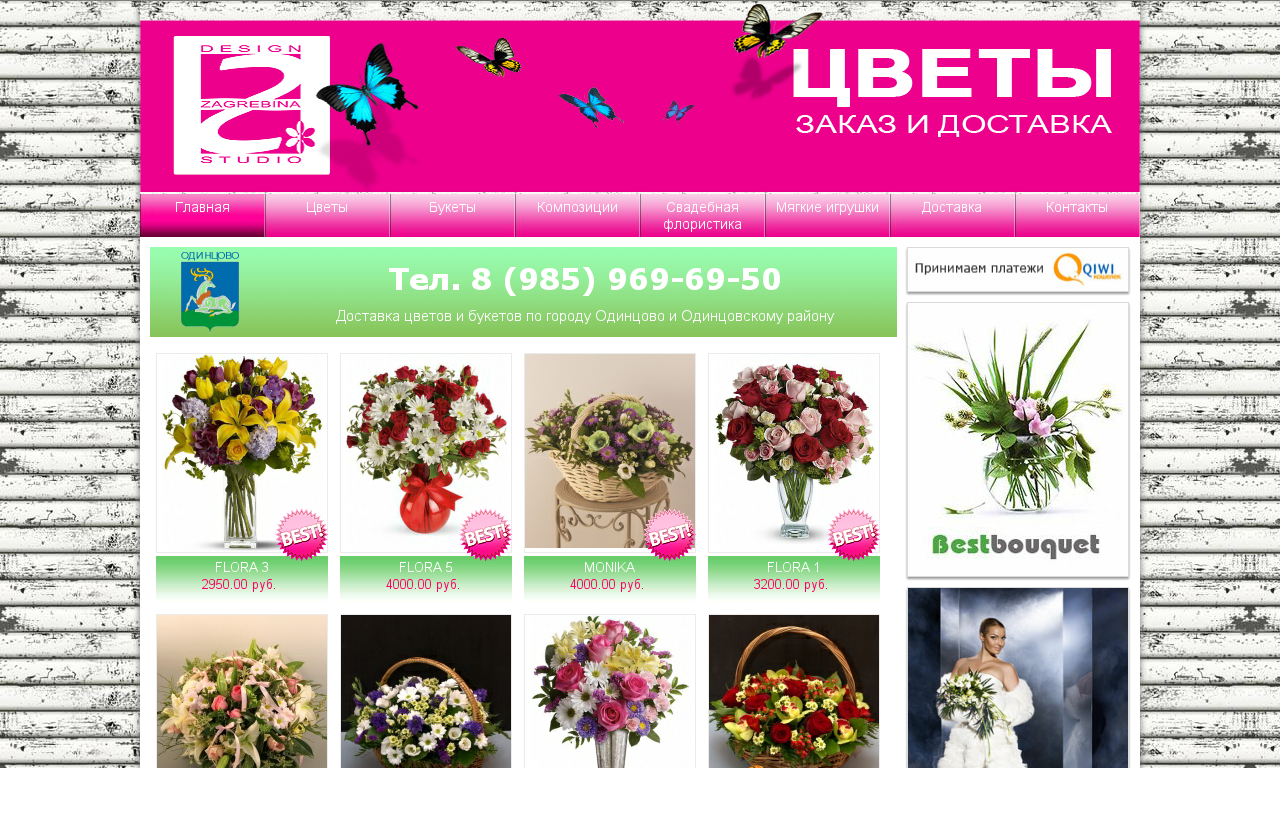 DESIGN
ZAGREBINA
STUDIO
ЦВЕТЫ
ЗАКАЗ И ДОСТАВКА
Главная
Цветы
Букеты
Композиции
Свадебная
флористика
Мягкие игрушки
Доставка
Контакты
ОДИНЦОВО
Тел. 8 (985) 969-69-50
Доставка цветов и букетов по городу Одинцово и Одинцовскому району
Принимаем платежи
QIWI
КОШЕЛЕК
BEST!
BEST!
BEST!
BEST!
FLORA 3
2950.00 руб.
FLORA 5
4000.00 руб.
MONIKA
4000.00 руб.
FLORA 1
3200.00 руб.
Bestbouquet